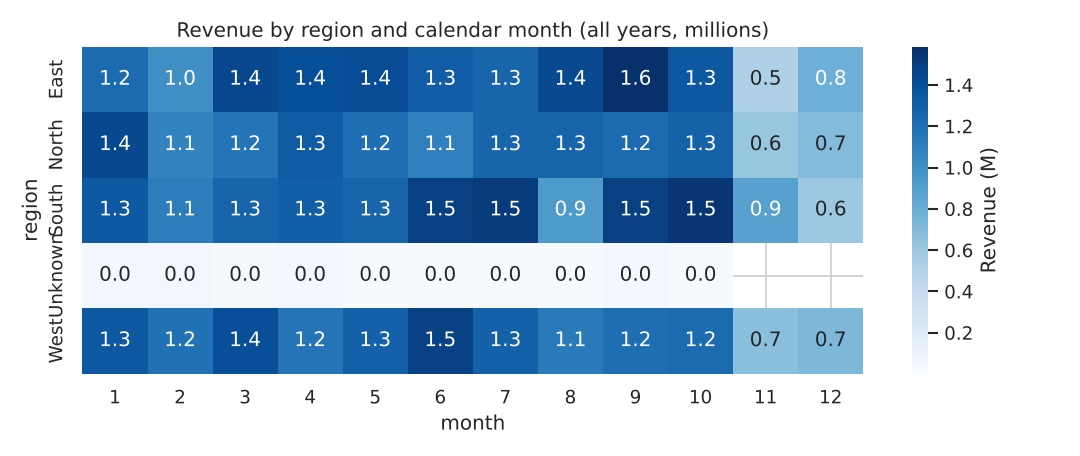 Revenue by region and calendar month (all years, millions)
East 1.2 1.0 1.4 1.4 1.4 1.3 1.3 1.4 1.6 1.3 0.5 0.8
North 1.4 1.1 1.2 1.3 1.2 1.1 1.3 1.3 1.2 1.3 0.6 0.7
South 1.3 1.1 1.3 1.3 1.3 1.5 1.5 0.9 1.5 1.5 0.9 0.6
Unknown 0.0 0.0 0.0 0.0 0.0 0.0 0.0 0.0 0.0 0.0
West 1.3 1.2 1.4 1.2 1.3 1.5 1.3 1.1 1.2 1.2 0.7 0.7
1 2 3 4 5 6 7 8 9 10 11 12
month
region
1.4
1.2
1.0
0.8
0.6
0.4
0.2
Revenue (M)